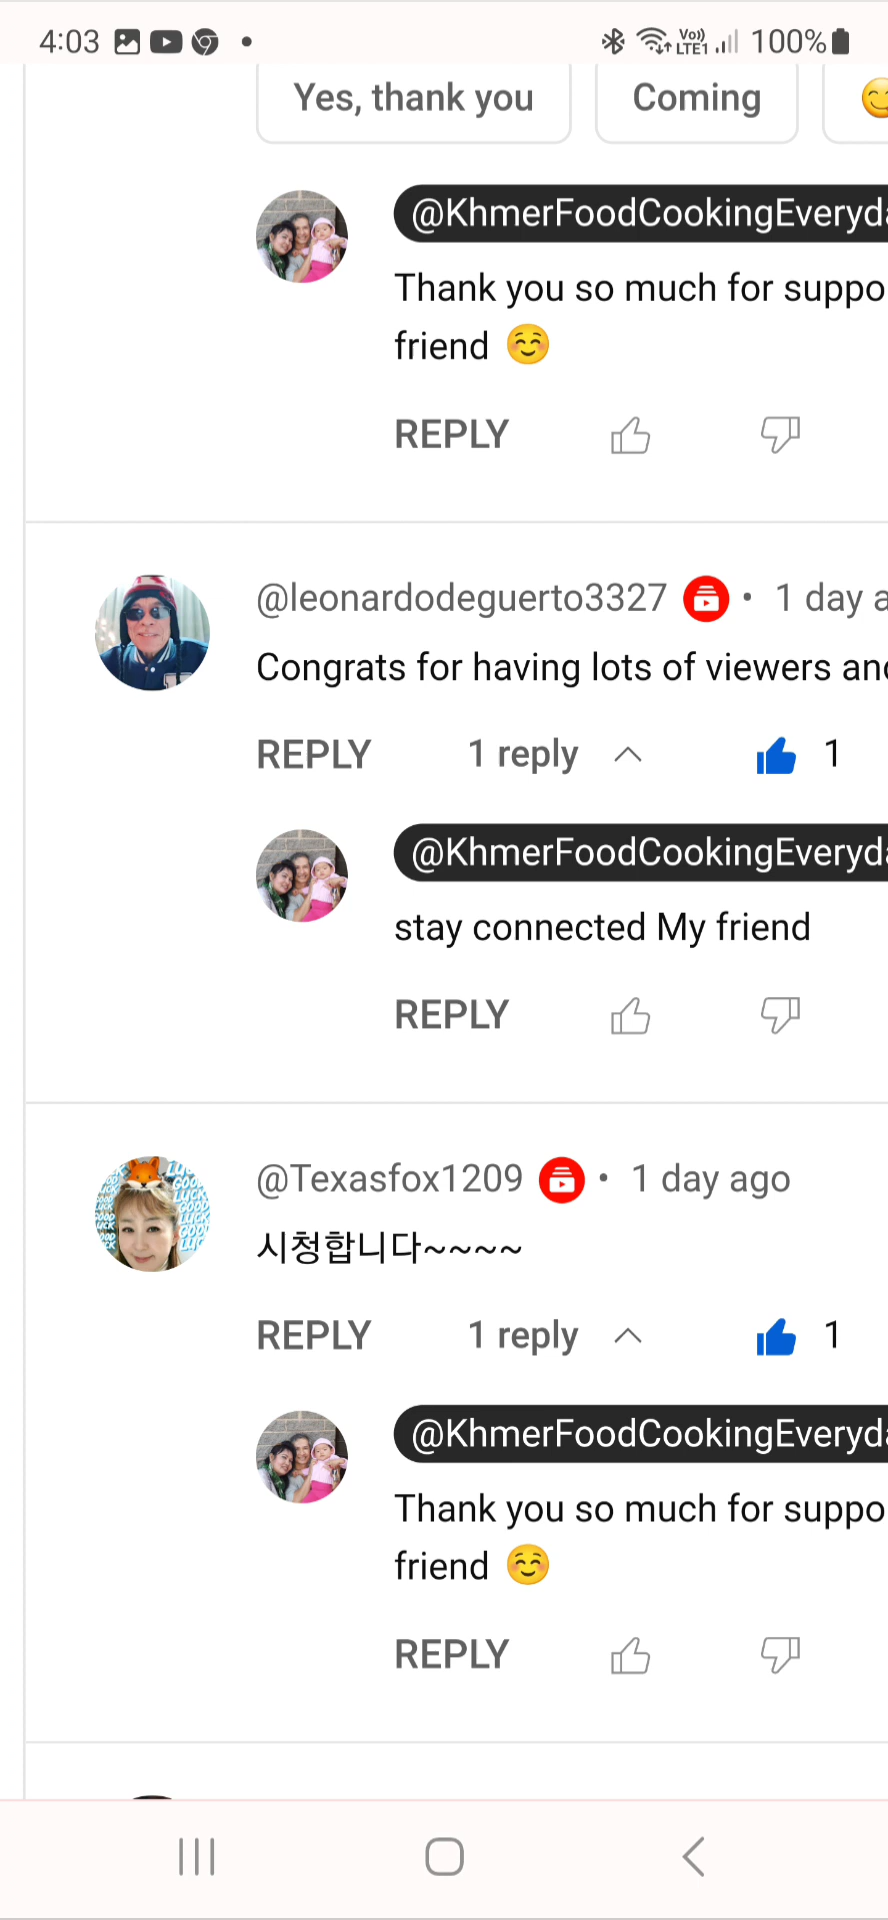 4:03
Vo))
LTE1
100%
Yes, thank you
Coming
@KhmerFoodCookingEveryd
Thank you so much for suppo
friend ☺️
REPLY
@leonardodeguerto3327 • 1 day a
Congrats for having lots of viewers an
REPLY 1 reply 1
@KhmerFoodCookingEveryd
stay connected My friend
REPLY
@Texasfox1209 • 1 day ago
시청합니다~~~~
REPLY 1 reply 1
@KhmerFoodCookingEveryd
Thank you so much for suppo
friend ☺️
REPLY